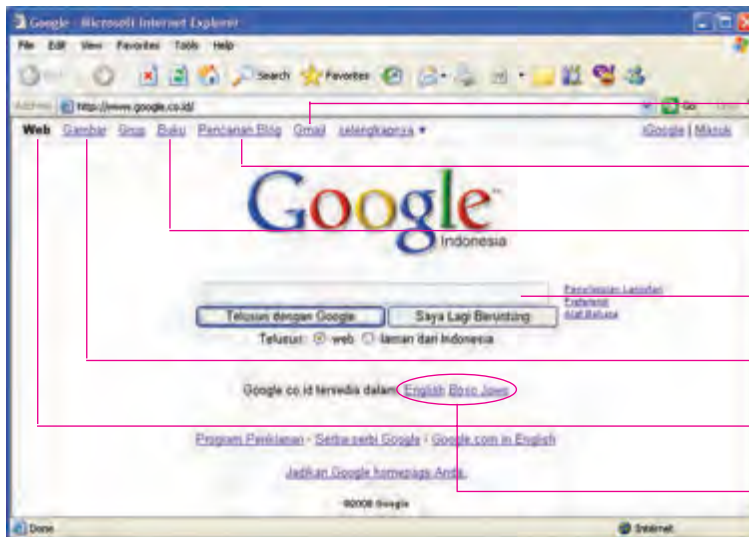 Google - Microsoft Internet Explorer
File Edit View Favorites Tools Help
Search Favorites
Address http://www.google.co.id/ Go
Web Gambar Grup Buku Pencarian Blog Gmail selengkapnya ▼ iGoogle | Masuk
Google™
Indonesia
Penelusuran Lanjutan
Preferensi
Alat Bahasa
Telusuri dengan Google Saya Lagi Beruntung
Telusuri: web laman dari Indonesia
Google.co.id tersedia dalam: English Boso Jowo
Program Periklanan - Serba-serbi Google - Google.com in English
Jadikan Google homepage Anda.
©2008 Google
Done Internet